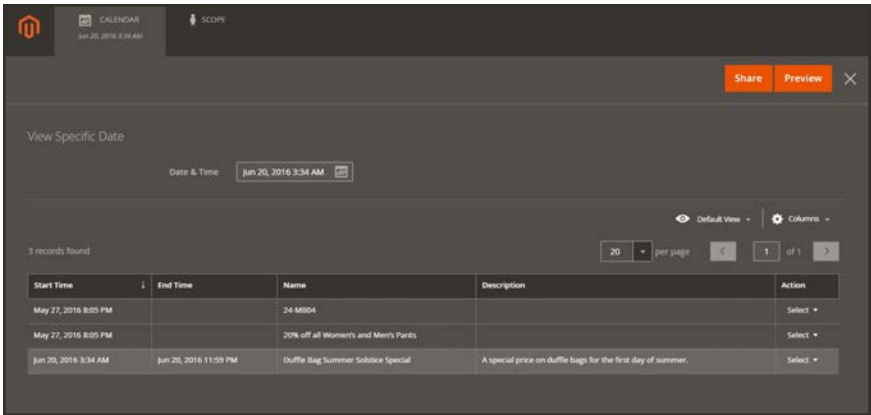 CALENDAR
Jun 20, 2016 3:34 AM
SCOPE
Share
Preview
View Specific Date
Date & Time
Jun 20, 2016 3:34 AM
Default View
Columns
3 records found
20
per page
1
of 1
Start Time End Time Name Description Action
May 27, 2016 8:05 PM 24-MB04 Select
May 27, 2016 8:05 PM 20% off all Women's and Men's Pants Select
Jun 20, 2016 3:34 AM Jun 20, 2016 11:59 PM Duffle Bag Summer Solstice Special A special price on duffle bags for the first day of summer. Select